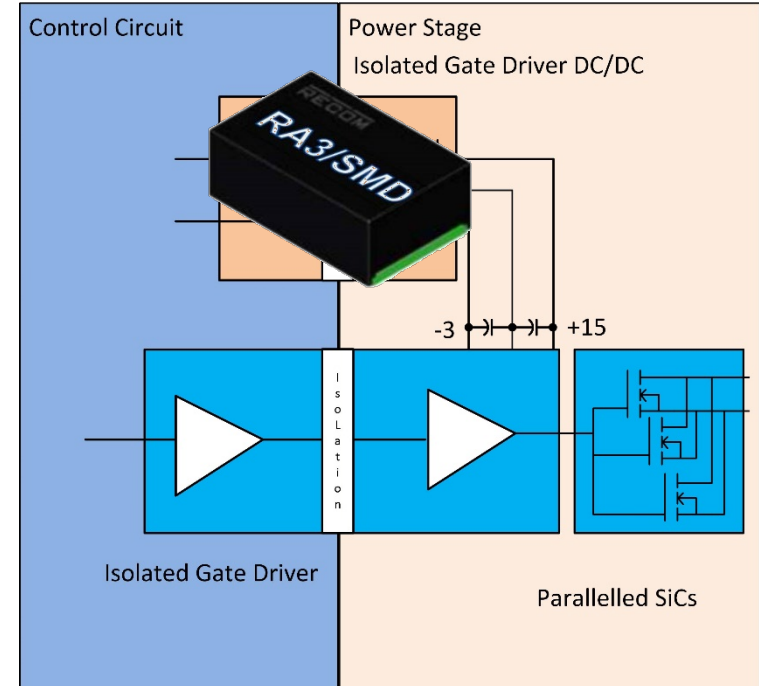 Control Circuit
Power Stage
Isolated Gate Driver DC/DC
RECOM
RA3/SMD
-3
+15
IsoLation
Isolated Gate Driver
Parallelled SiCs